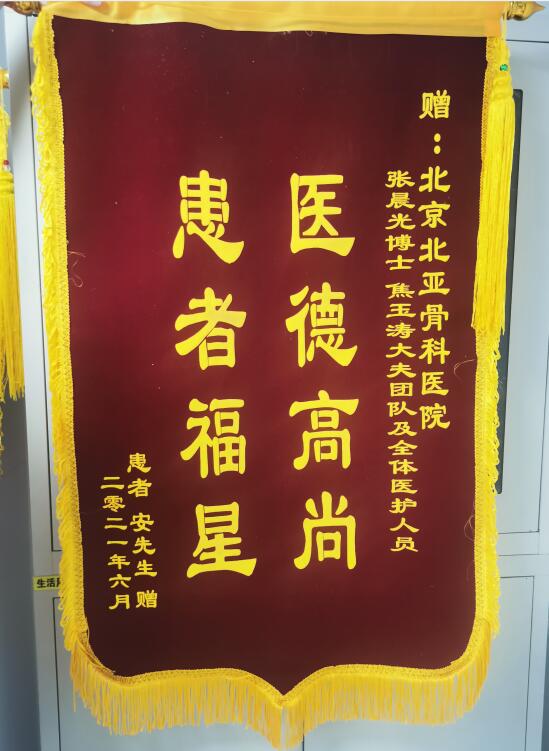 赠：北京北亚骨科医院
张晨光博士 焦玉涛大夫团队及全体医护人员
医德高尚
患者福星
患者 安先生 赠
二零二一年六月
生活